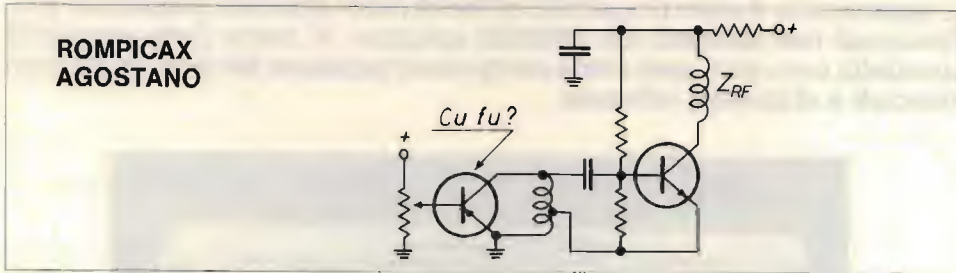 ROMPICAX
AGOSTANO
+
Z_RF
Cu fu?
+